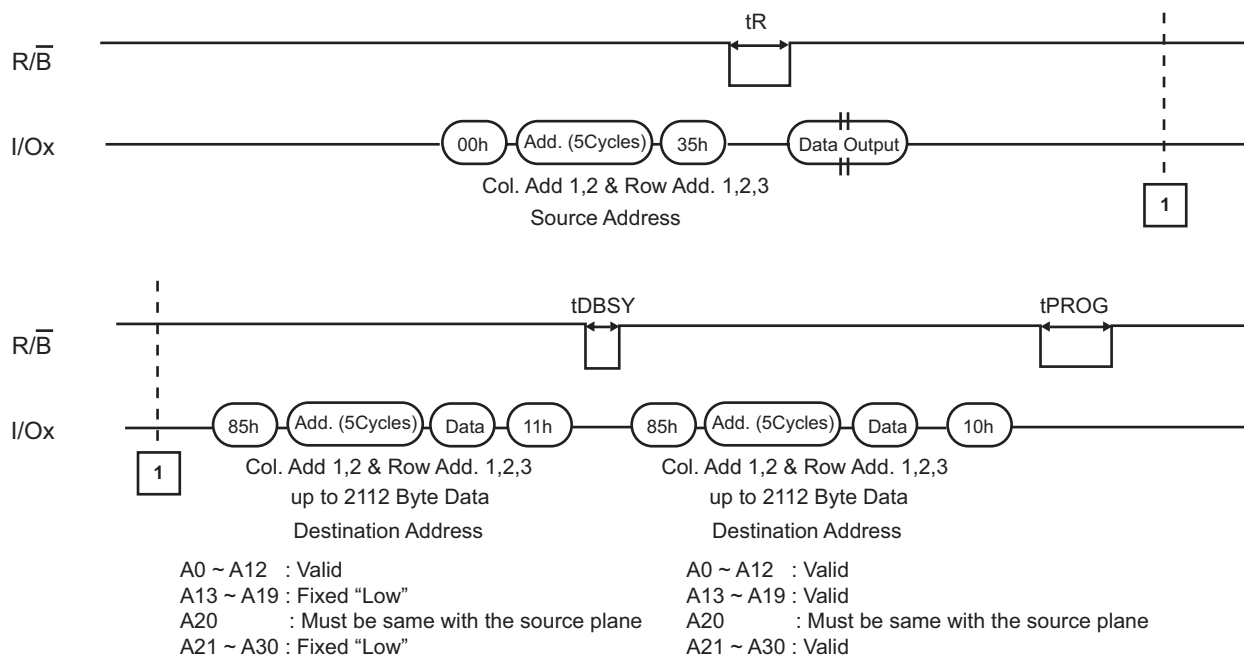 tR
R/B
I/Ox
00h Add. (5Cycles) 35h Data Output
Col. Add 1,2 & Row Add. 1,2,3
Source Address
1
tDBSY tPROG
R/B
I/Ox
85h Add. (5Cycles) Data 11h 85h Add. (5Cycles) Data 10h
1
Col. Add 1,2 & Row Add. 1,2,3
up to 2112 Byte Data
Destination Address
A0 ~ A12 : Valid
A13 ~ A19 : Fixed “Low”
A20 : Must be same with the source plane
A21 ~ A30 : Fixed “Low”
Col. Add 1,2 & Row Add. 1,2,3
up to 2112 Byte Data
Destination Address
A0 ~ A12 : Valid
A13 ~ A19 : Valid
A20 : Must be same with the source plane
A21 ~ A30 : Valid